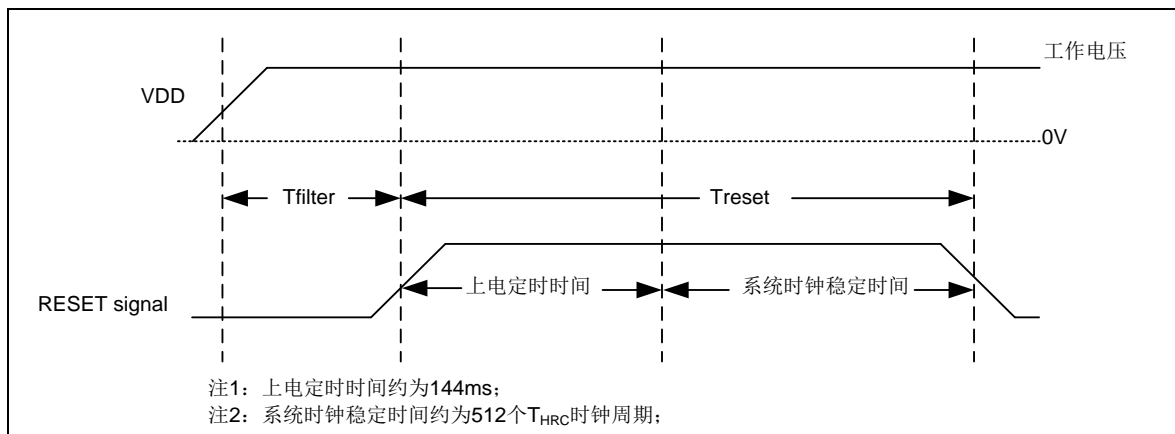 工作电压
VDD
0V
Tfilter
Treset
上电定时时间
系统时钟稳定时间
RESET signal
注1：上电定时时间约为144ms；
注2：系统时钟稳定时间约为512个THRC时钟周期；